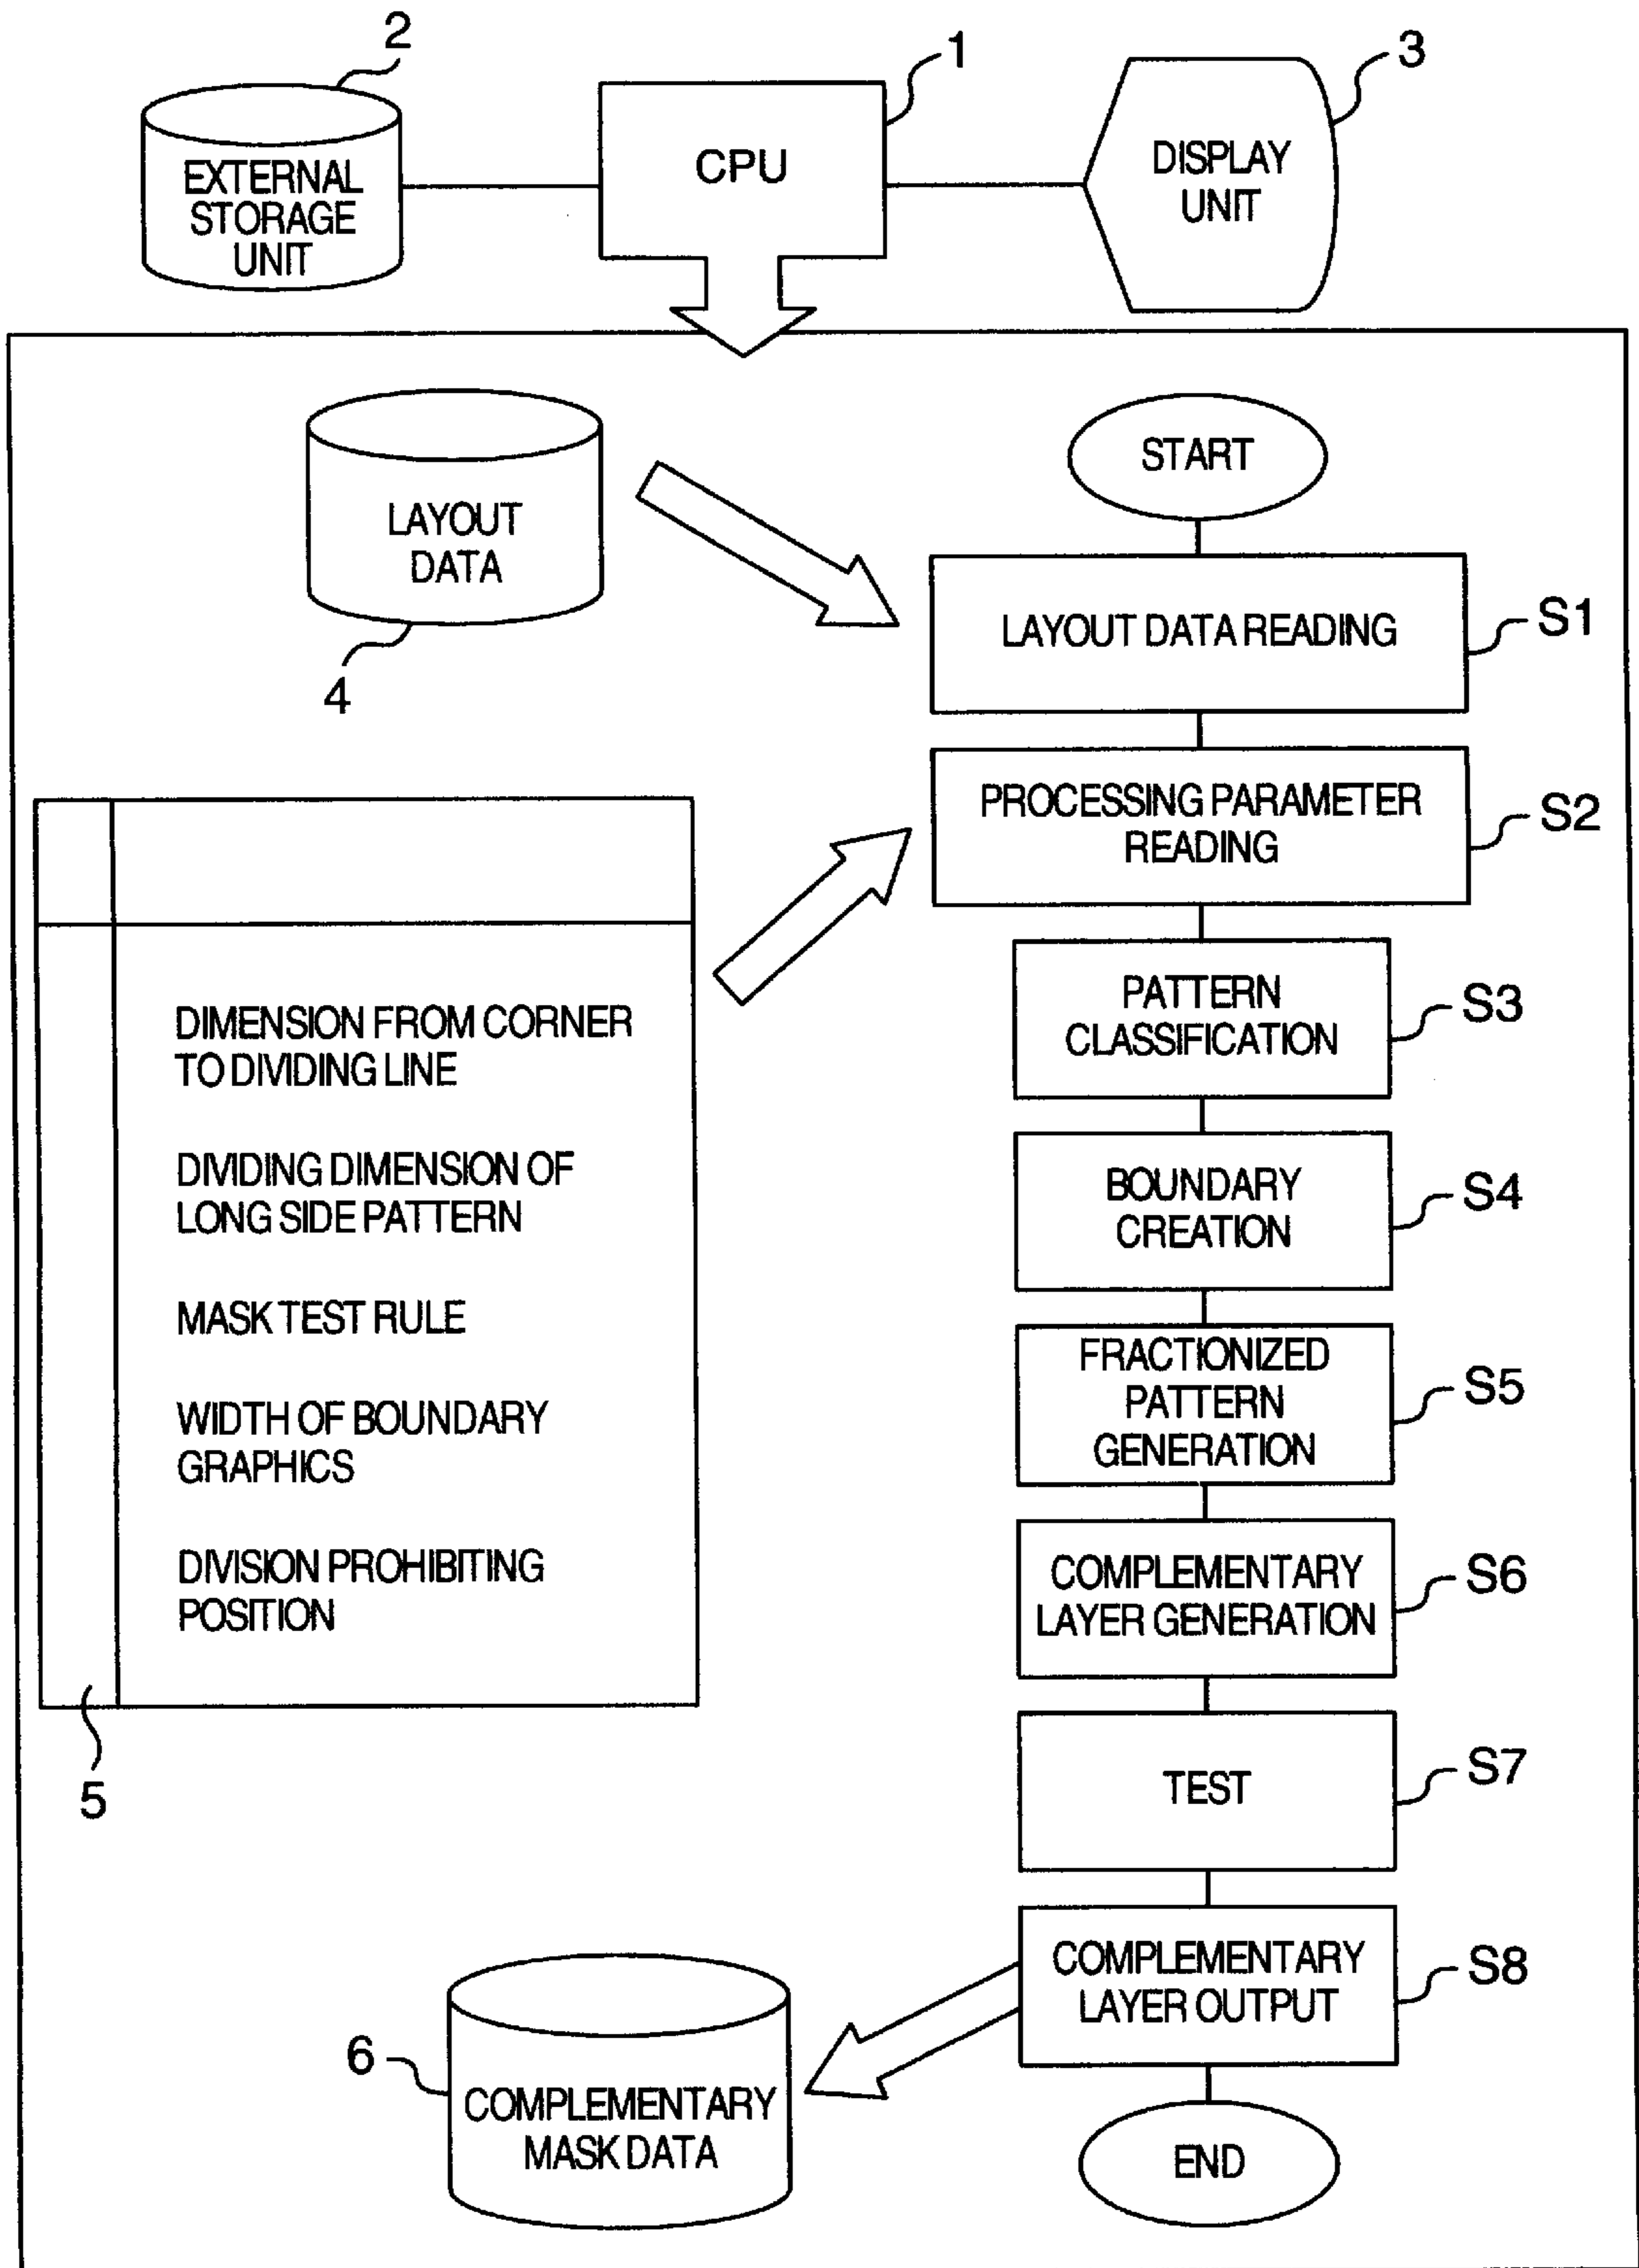 2
1
3
EXTERNAL
STORAGE
UNIT
CPU
DISPLAY
UNIT
LAYOUT
DATA
4
START
LAYOUT DATA READING
S1
PROCESSING PARAMETER
READING
S2
DIMENSION FROM CORNER
TO DIVIDING LINE
DIVIDING DIMENSION OF
LONG SIDE PATTERN
MASK TEST RULE
WIDTH OF BOUNDARY
GRAPHICS
DIVISION PROHIBITING
POSITION
5
PATTERN
CLASSIFICATION
S3
BOUNDARY
CREATION
S4
FRACTIONIZED
PATTERN
GENERATION
S5
COMPLEMENTARY
LAYER GENERATION
S6
TEST
S7
COMPLEMENTARY
LAYER OUTPUT
S8
6
COMPLEMENTARY
MASK DATA
END